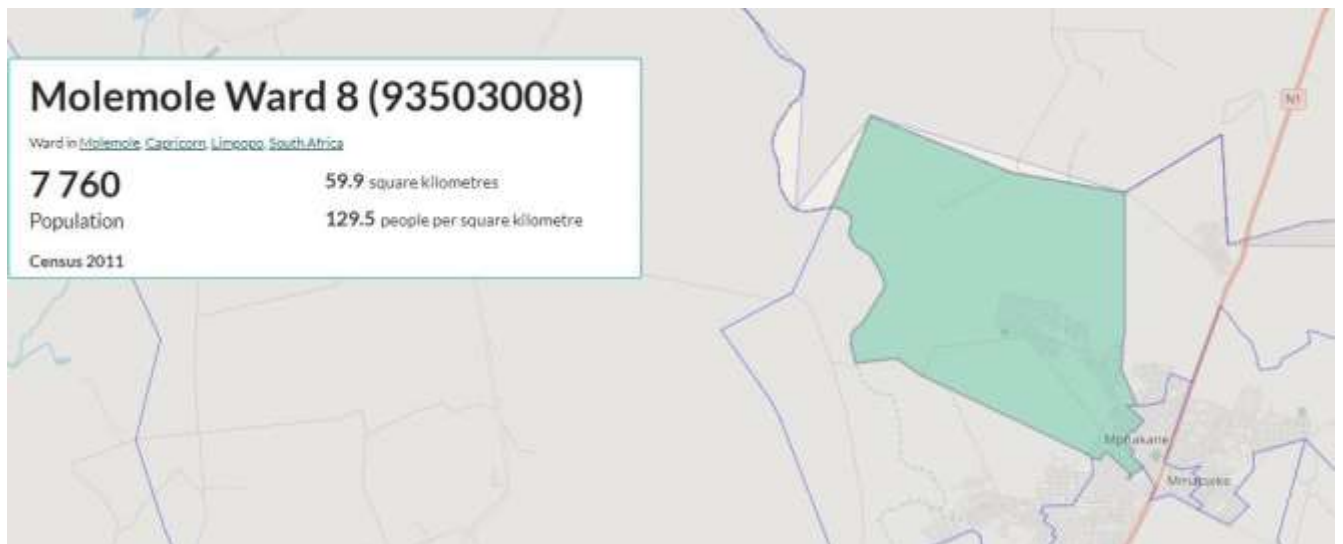 Molemole Ward 8 (93503008)
Ward in Molemole, Capricorn, Limpopo, South Africa
7 760
Population
59.9 square kilometres
129.5 people per square kilometre
Census 2011
N1